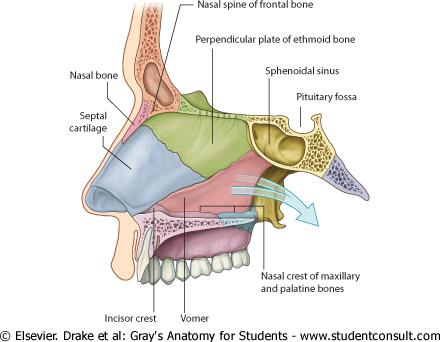 Nasal spine of frontal bone
Perpendicular plate of ethmoid bone
Nasal bone
Sphenoidal sinus
Pituitary fossa
Septal
cartilage
Nasal crest of maxillary
and palatine bones
Incisor crest
Vomer
© Elsevier. Drake et al: Gray's Anatomy for Students - www.studentconsult.com